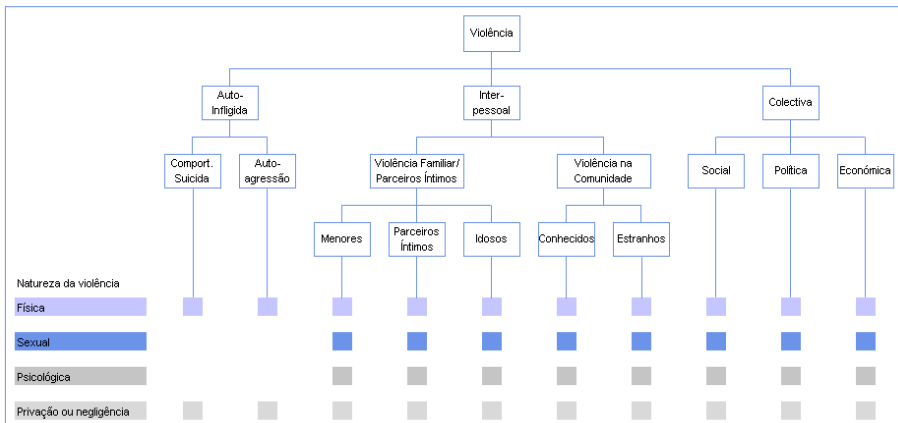 Violência
Auto-
Infligida
Inter-
pessoal
Colectiva
Comport.
Suicida
Auto-
agressão
Violência Familiar/
Parceiros Íntimos
Violência na
Comunidade
Social
Política
Económica
Menores
Parceiros
Íntimos
Idosos
Conhecidos
Estranhos
Natureza da violência
Física
Sexual
Psicológica
Privação ou negligência